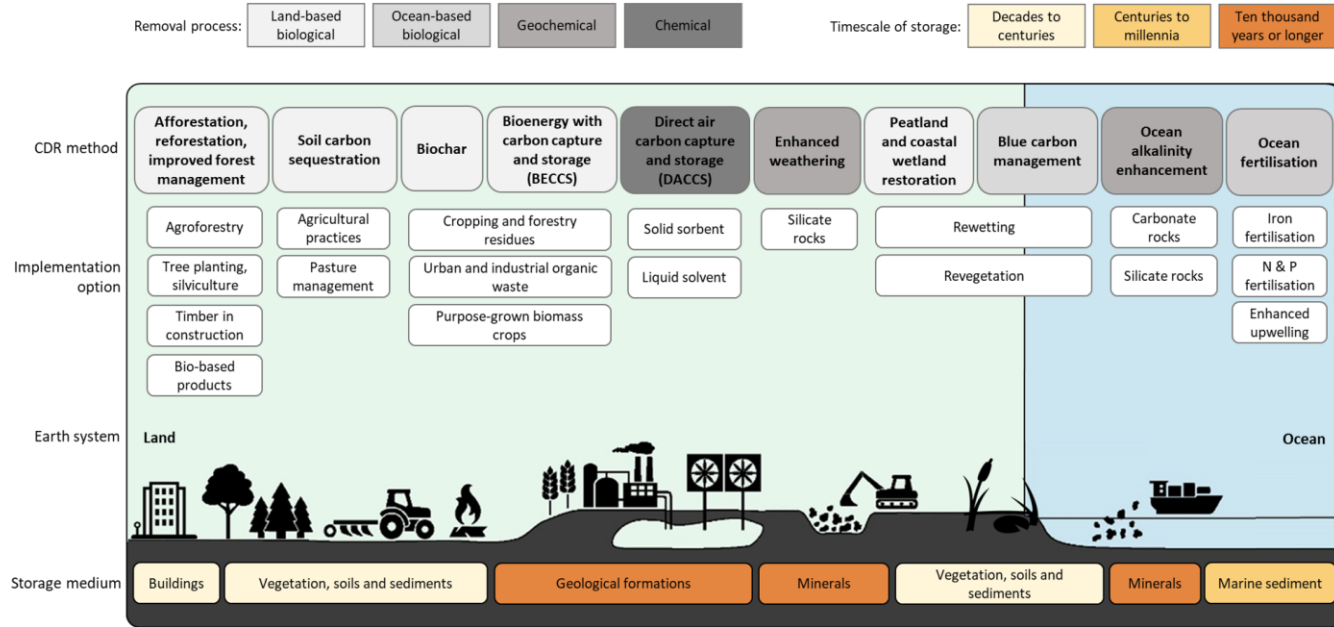 Removal process:
Land-based
biological
Ocean-based
biological
Geochemical
Chemical
Timescale of storage:
Decades to
centuries
Centuries to
millennia
Ten thousand
years or longer
CDR method
Afforestation,
reforestation,
improved forest
management
Soil carbon
sequestration
Biochar
Bioenergy with
carbon capture
and storage
(BECCS)
Direct air
carbon capture
and storage
(DACCS)
Enhanced
weathering
Peatland
and coastal
wetland
restoration
Blue carbon
management
Ocean
alkalinity
enhancement
Ocean
fertilisation
Implementation
option
Agroforestry
Tree planting,
silviculture
Timber in
construction
Bio-based
products
Agricultural
practices
Pasture
management
Cropping and forestry
residues
Urban and industrial organic
waste
Purpose-grown biomass
crops
Solid sorbent
Liquid solvent
Silicate
rocks
Rewetting
Revegetation
Carbonate
rocks
Silicate rocks
Iron
fertilisation
N & P
fertilisation
Enhanced
upwelling
Earth system
Land
Ocean
Storage medium
Buildings
Vegetation, soils and sediments
Geological formations
Minerals
Vegetation, soils and
sediments
Minerals
Marine sediment